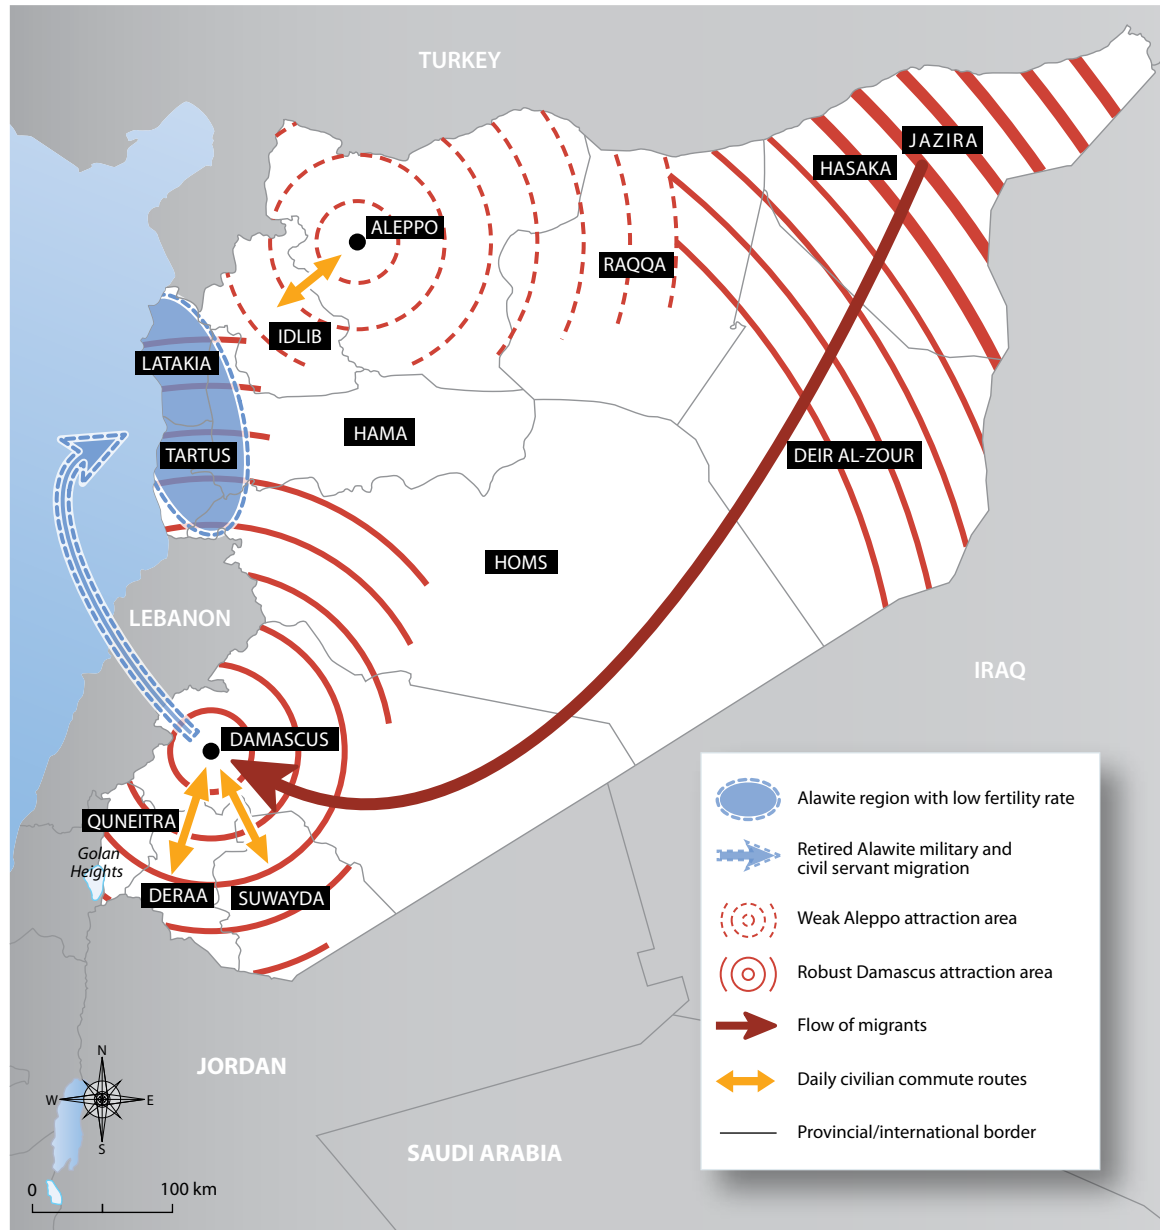 TURKEY
JAZIRA
HASAKA
ALEPPO
RAQQA
IDLIB
LATAKIA
HAMA
TARTUS
DEIR AL-ZOUR
HOMS
LEBANON
IRAQ
DAMASCUS
QUNEITRA
Golan
Heights
DERAA
SUWAYDA
JORDAN
SAUDI ARABIA
N
W
E
S
0
100 km
Alawite region with low fertility rate
Retired Alawite military and
civil servant migration
Weak Aleppo attraction area
Robust Damascus attraction area
Flow of migrants
Daily civilian commute routes
Provincial/international border